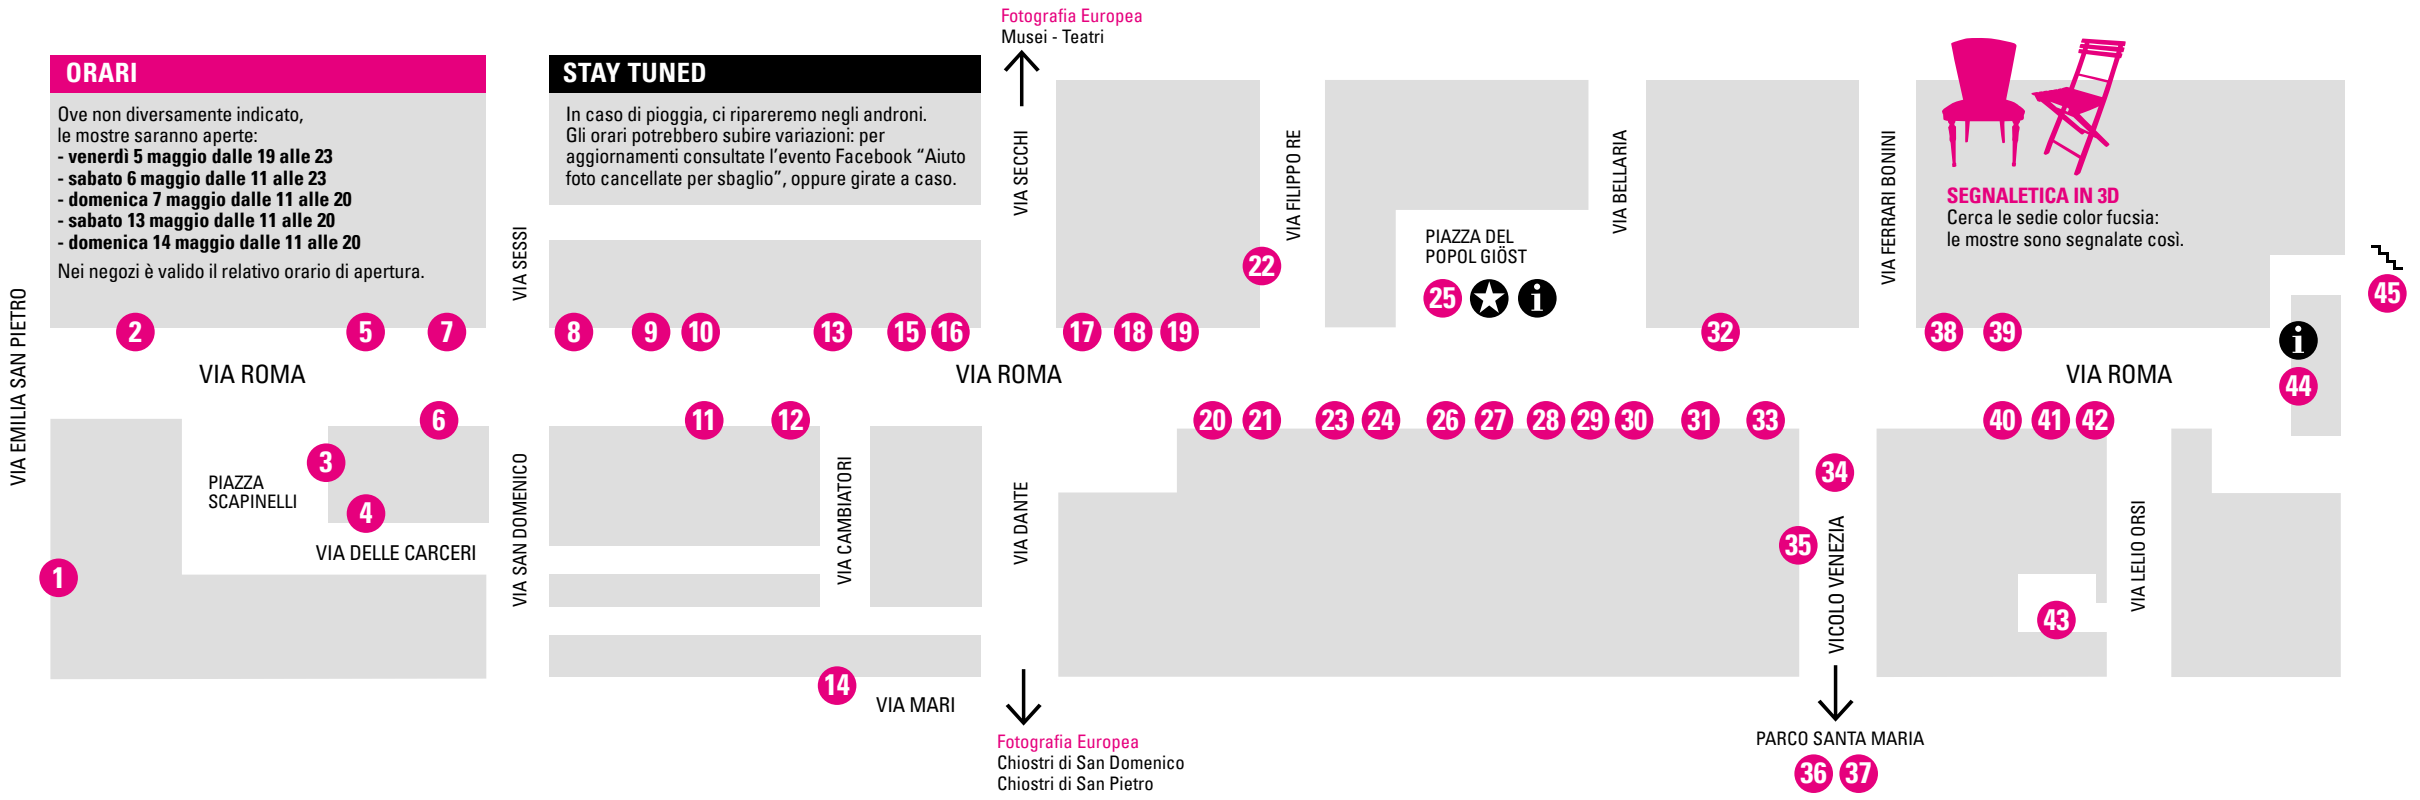 Fotografia Europea
Musei - Teatri
ORARI
Ove non diversamente indicato,
le mostre saranno aperte:
- venerdì 5 maggio dalle 19 alle 23
- sabato 6 maggio dalle 11 alle 23
- domenica 7 maggio dalle 11 alle 20
- sabato 13 maggio dalle 11 alle 20
- domenica 14 maggio dalle 11 alle 20
Nei negozi è valido il relativo orario di apertura.
STAY TUNED
In caso di pioggia, ci ripareremo negli androni.
Gli orari potrebbero subire variazioni: per
aggiornamenti consultate l'evento Facebook “Aiuto
foto cancellate per sbaglio”, oppure girate a caso.
SEGNALETICA IN 3D
Cerca le sedie color fucsia:
le mostre sono segnalate così.
VIA EMILIA SAN PIETRO
VIA SESSI
VIA SECCHI
VIA FILIPPO RE
PIAZZA DEL
POPOL GIÖST
VIA BELLARIA
VIA FERRARI BONINI
22
25
i
45
2
5
7
8
9
10
13
15
16
17
18
19
32
38
39
i
44
VIA ROMA
VIA ROMA
VIA ROMA
6
11
12
20
21
23
24
26
27
28
29
30
31
33
40
41
42
3
34
PIAZZA
SCAPINELLI
4
35
VIA DELLE CARCERI
1
VIA SAN DOMENICO
VIA CAMBIATORI
VIA DANTE
VICOLO VENEZIA
VIA LELIO ORSI
43
14
VIA MARI
Fotografia Europea
Chiostri di San Domenico
Chiostri di San Pietro
PARCO SANTA MARIA
36
37